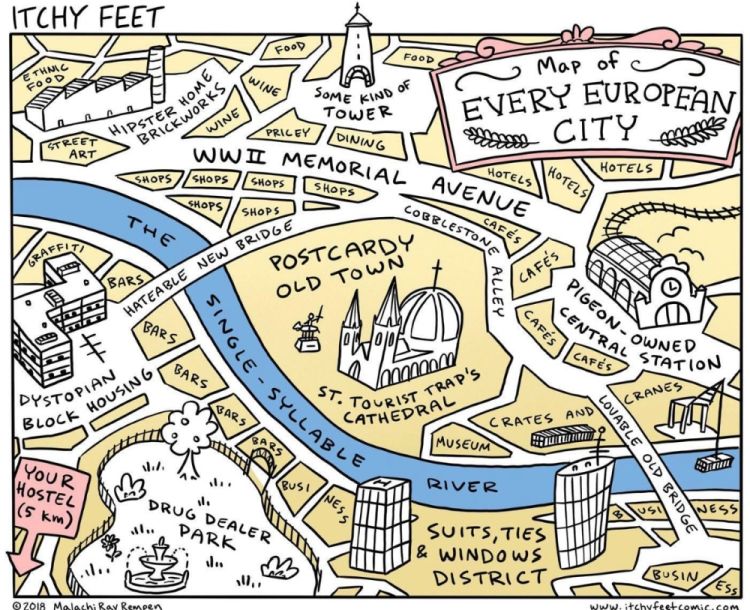 ITCHY FEET
Map of
EVERY EUROPEAN
CITY
ETHNIC
FOOD
HIPSTER HOME
BRICKWORKS
STREET
ART
FOOD
WINE
WINE
SOME KIND OF
TOWER
FOOD
PRICEY
DINING
WWII MEMORIAL AVENUE
HOTELS
HOTELS
HOTELS
SHOPS
SHOPS
SHOPS
SHOPS
SHOPS
SHOPS
COBBLESTONE ALLEY
CAFÉS
CAFÉS
CAFÉS
CAFÉS
THE SINGLE-SYLLABLE RIVER
HATEABLE NEW BRIDGE
POSTCARDY
OLD TOWN
GRAFFITI
BARS
BARS
BARS
BARS
BARS
PIGEON-OWNED
CENTRAL STATION
DYSTOPIAN
BLOCK HOUSING
ST. TOURIST TRAP'S
CATHEDRAL
MUSEUM
CRATES AND CRANES
LOVABLE OLD BRIDGE
YOUR
HOSTEL
(5 KM)
DRUG DEALER
PARK
BUSI NESS
H
SUITS, TIES
& WINDOWS
DISTRICT
BUSI NESS
BUSIN ESS
©2018 Malachi Ray Rempen
www.itchyfeetcomic.com